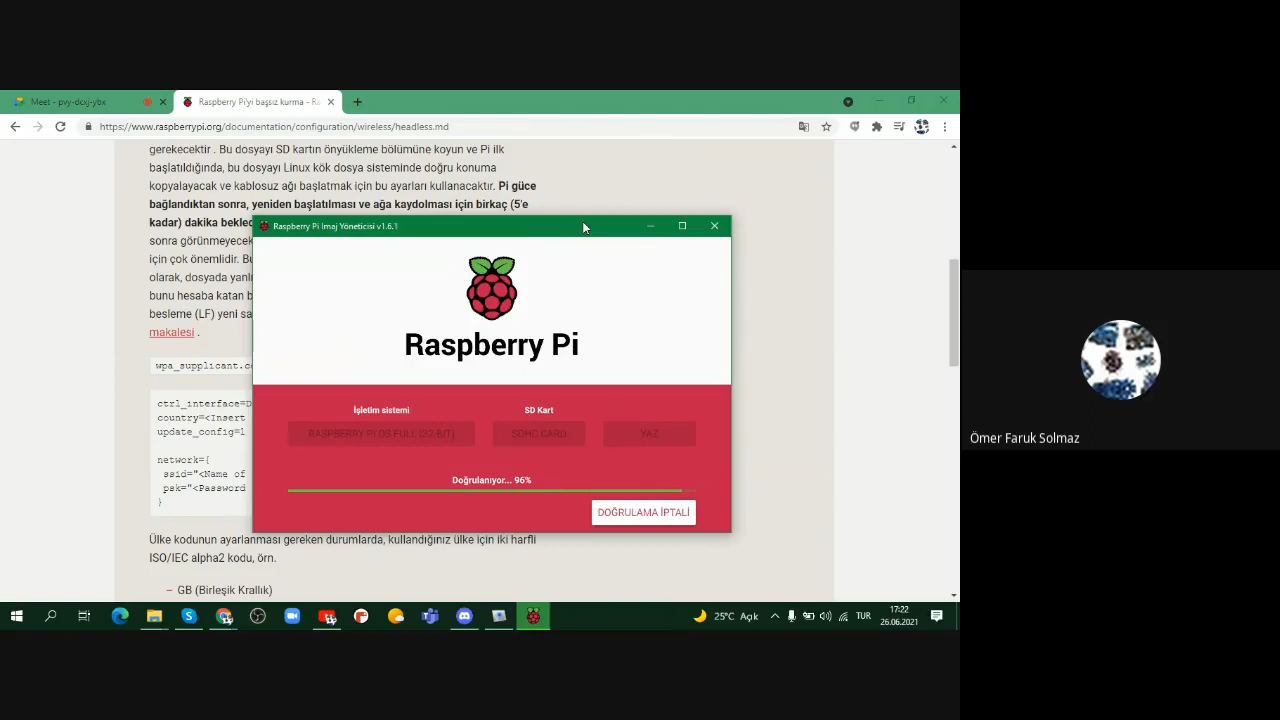 Meet - pvy-dcxj-ybx
Raspberry Pi'yi başsız kurma - Ra
https://www.raspberrypi.org/documentation/configuration/wireless/headless.md
gerekecektir . Bu dosyayı SD kartın önyükleme bölümüne koyun ve Pi ilk
başlatıldığında, bu dosyayı Linux kök dosya sisteminde doğru konuma
kopyalayacak ve kablosuz ağı başlatmak için bu ayarları kullanacaktır. Pi güce
bağlandıktan sonra, yeniden başlatılması ve ağa kaydolması için birkaç (5'e
kadar) dakika bekle
sonra görünmeyecek
için çok önemlidir. Bu
olarak, dosyada yanlı
bunu hesaba katan b
besleme (LF) yeni sa
makalesi .
wpa_supplicant.c
ctrl_interface=D
country=<Insert
update_config=1
network={
ssid="<Name of
psk="<Password
}
Raspberry Pi Imaj Yöneticisi v1.6.1
Raspberry Pi
İşletim sistemi
SD Kart
RASPBERRY PI OS FULL (32-BIT)
SDHC CARD
YAZ
Doğrulanıyor... 96%
DOĞRULAMA İPTALİ
Ülke kodunun ayarlanması gereken durumlarda, kullandığınız ülke için iki harfli
ISO/IEC alpha2 kodu, örn.
– GB (Birleşik Krallık)
25°C Açık
TUR
17:22
26.06.2021
Ömer Faruk Solmaz